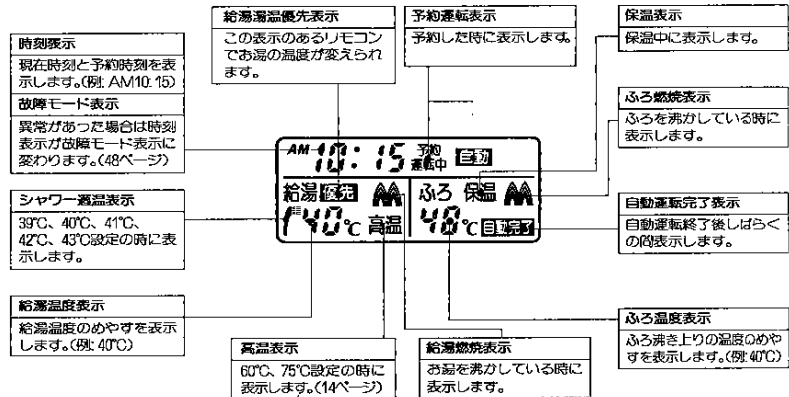 給湯湯温優先表示
この表示のあるリモコン
でお湯の温度が変えられ
ます。
予約運転表示
予約した時に表示します。
保温表示
保温中に表示します。
時刻表示
現在時刻と予約時刻を表
示します。(例: AM10:15)
故障モード表示
異常があった場合は時刻
表示が故障モード表示に
変わります。(48ページ)
ふろ燃焼表示
ふろを沸かしている時に
表示します。
AM 10:15 予約運転中 自動
給湯 優先 ふろ 保温
40℃ 高温 40℃ 自動完了
シャワー適温表示
39℃、40℃、41℃、
42℃、43℃設定の時に表
示します。
自動運転完了表示
自動運転終了後しばらく
の間表示します。
給湯温度表示
給湯温度のめやすを表示
します。(例: 40℃)
高温表示
60℃、75℃設定の時に
表示します。(14ページ)
給湯燃焼表示
お湯を沸かしている時に
表示します。
ふろ温度表示
ふろ沸き上りの温度のめや
すを表示します。(例: 40℃)